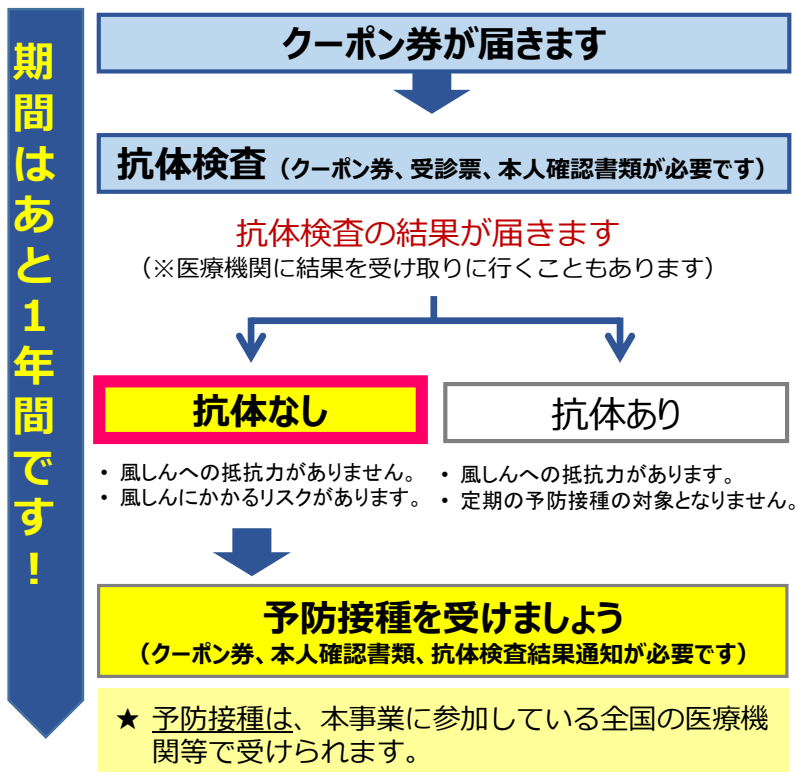 期間はあと1年間です!
クーポン券が届きます
抗体検査(クーポン券、受診票、本人確認書類が必要です)
抗体検査の結果が届きます
(※医療機関に結果を受け取りに行くこともあります)
抗体なし
• 風しんへの抵抗力がありません。
• 風しんにかかるリスクがあります。
抗体あり
• 風しんへの抵抗力があります。
• 定期の予防接種の対象となりません。
予防接種を受けましょう
(クーポン券、本人確認書類、抗体検査結果通知が必要です)
★ 予防接種は、本事業に参加している全国の医療機
関等で受けられます。